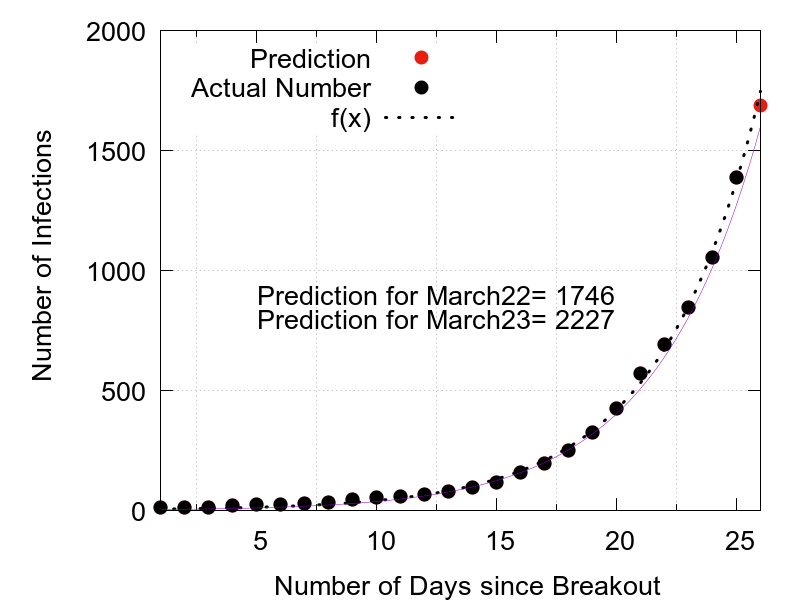 2000
Prediction
Actual Number
f(x)
1500
Number of Infections
1000
Prediction for March22= 1746
Prediction for March23= 2227
500
0
5 10 15 20 25
Number of Days since Breakout